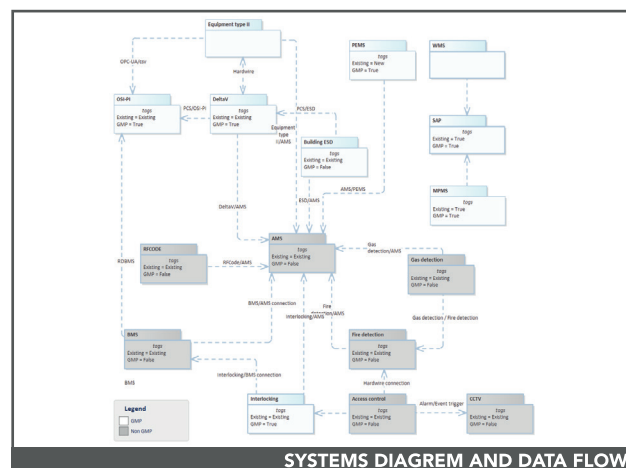 Equipment type II
PEMS
tags
Existing = New
GMP = True
WMS
OPC-UA/tbv
Hardwire
OSI-PI
tags
Existing = Existing
GMP = True
PCS/OSI-PI
DeltaV
tags
Existing = Existing
GMP = True
PCS/ESD
Equipment
type
II/AMS
Building ESD
tags
Existing = Existing
GMP = False
SAP
tags
Existing = True
GMP = True
MPMS
tags
Existing = True
GMP = True
AMS/PEMS
ESD/AMS
DeltaV/AMS
AMS
tags
Existing = Existing
GMP = False
Gas
detection/AMS
RFCODE
tags
Existing = Existing
GMP = False
RFCode/AMS
Gas detection
tags
Existing = Existing
GMP = False
RDBMS
BMS/AMS connection
Fire
detection/AMS
Interlocking/AMS
Gas detection / Fire detection
BMS
tags
Existing = Existing
GMP = False
Fire detection
tags
Existing = Existing
GMP = False
BMS
Interlocking/BMS connection
Hardwire connection
Legend
GMP
Non GMP
Interlocking
tags
Existing = Existing
GMP = True
Access control
tags
Existing = Existing
GMP = False
Alarm/Event trigger
CCTV
tags
Existing = Existing
GMP = False
SYSTEMS DIAGREM AND DATA FLOW